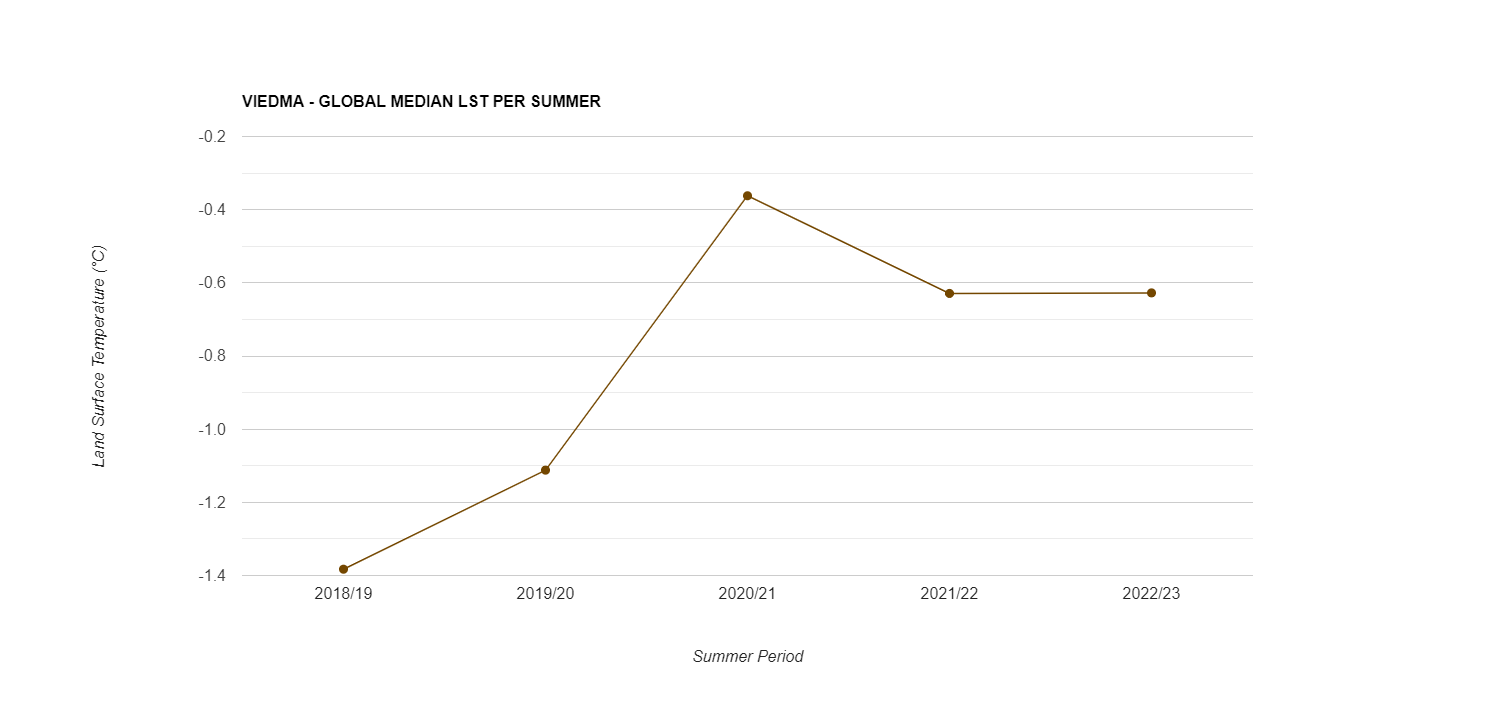 VIEDMA - GLOBAL MEDIAN LST PER SUMMER
-0.2
-0.4
-0.6
-0.8
-1.0
-1.2
-1.4
Land Surface Temperature (°C)
2018/19 2019/20 2020/21 2021/22 2022/23
Summer Period